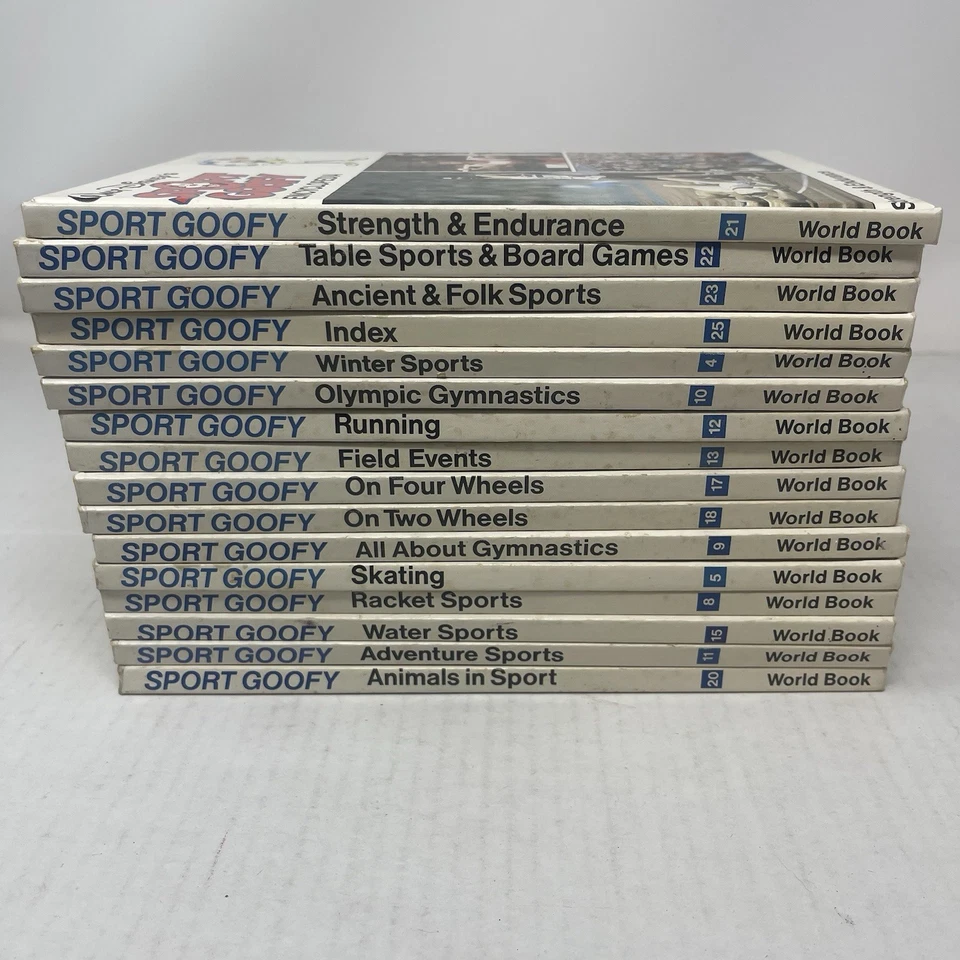 SPORT GOOFY Strength & Endurance 21 World Book
SPORT GOOFY Table Sports & Board Games 22 World Book
SPORT GOOFY Ancient & Folk Sports 23 World Book
SPORT GOOFY Index 25 World Book
SPORT GOOFY Winter Sports 4 World Book
SPORT GOOFY Olympic Gymnastics 10 World Book
SPORT GOOFY Running 12 World Book
SPORT GOOFY Field Events 13 World Book
SPORT GOOFY On Four Wheels 17 World Book
SPORT GOOFY On Two Wheels 18 World Book
SPORT GOOFY All About Gymnastics 9 World Book
SPORT GOOFY Skating 5 World Book
SPORT GOOFY Racket Sports 8 World Book
SPORT GOOFY Water Sports 15 World Book
SPORT GOOFY Adventure Sports 11 World Book
SPORT GOOFY Animals in Sport 20 World Book